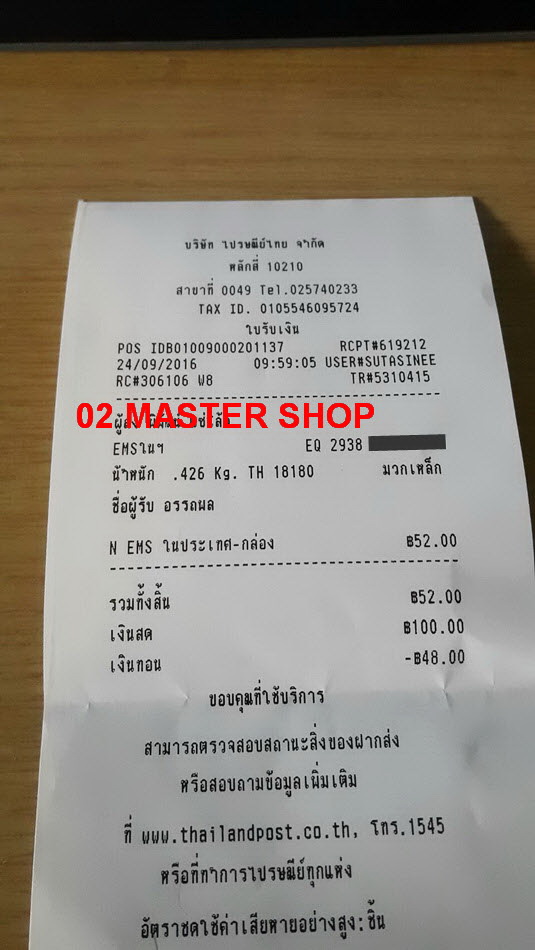 บริษัท ไปรษณีย์ไทย จำกัด
หลักสี่ 10210
สาขาที่ 0049 Tel.025740233
TAX ID. 0105546095724
ใบรับเงิน
POS IDB01009000201137 RCPT#619212
24/09/2016 09:59:05 USER#SUTASINEE
RC#306106 W8 TR#5310415
02 MASTER SHOP
ผู้ส่ง
EMSในฯ EQ 2938
น้ำหนัก .426 Kg. TH 18180 มวกเหล็ก
ชื่อผู้รับ อรรถผล
N EMS ในประเทศ-กล่อง ฿52.00
รวมทั้งสิ้น ฿52.00
เงินสด ฿100.00
เงินทอน -฿48.00
ขอบคุณที่ใช้บริการ
สามารถตรวจสอบสถานะสิ่งของฝากส่ง
หรือสอบถามข้อมูลเพิ่มเติม
ที่ www.thailandpost.co.th, โทร.1545
หรือที่ทำการไปรษณีย์ทุกแห่ง
อัตราชดใช้ค่าเสียหายอย่างสูง:ชิ้น